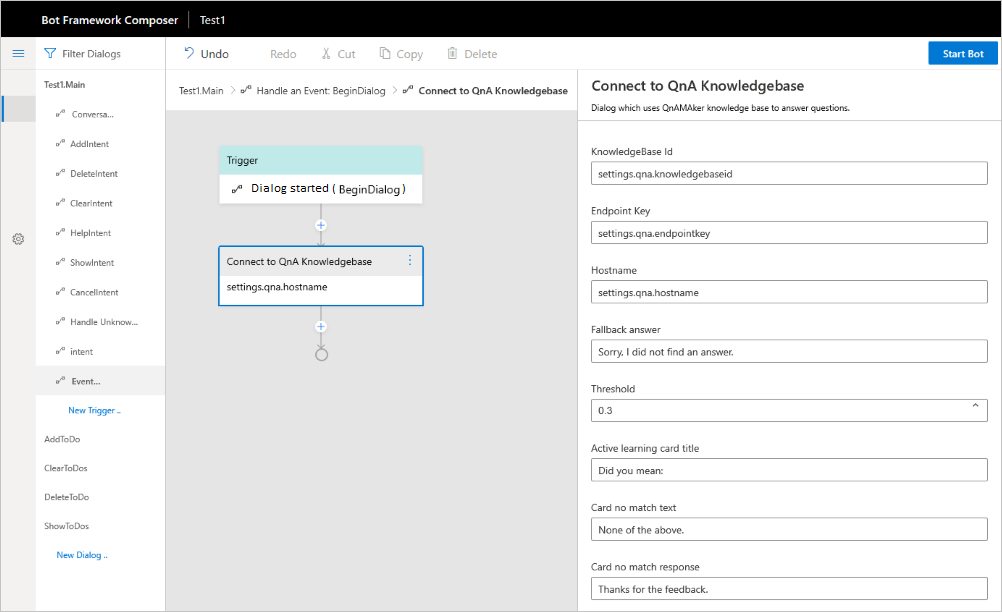 Bot Framework Composer
Test1
Filter Dialogs
Undo
Redo
Cut
Copy
Delete
Start Bot
Test1.Main
Conversa...
AddIntent
DeleteIntent
ClearIntent
HelpIntent
ShowIntent
CancelIntent
Handle Unknow...
intent
Event...
New Trigger ..
AddToDo
ClearToDos
DeleteToDo
ShowToDos
New Dialog ..
Test1.Main > Handle an Event: BeginDialog > Connect to QnA Knowledgebase
Trigger
Dialog started ( BeginDialog )
Connect to QnA Knowledgebase
settings.qna.hostname
Connect to QnA Knowledgebase
Dialog which uses QnAMAker knowledge base to answer questions.
KnowledgeBase Id
settings.qna.knowledgebaseid
Endpoint Key
settings.qna.endpointkey
Hostname
settings.qna.hostname
Fallback answer
Sorry, I did not find an answer.
Threshold
0.3
Active learning card title
Did you mean:
Card no match text
None of the above.
Card no match response
Thanks for the feedback.